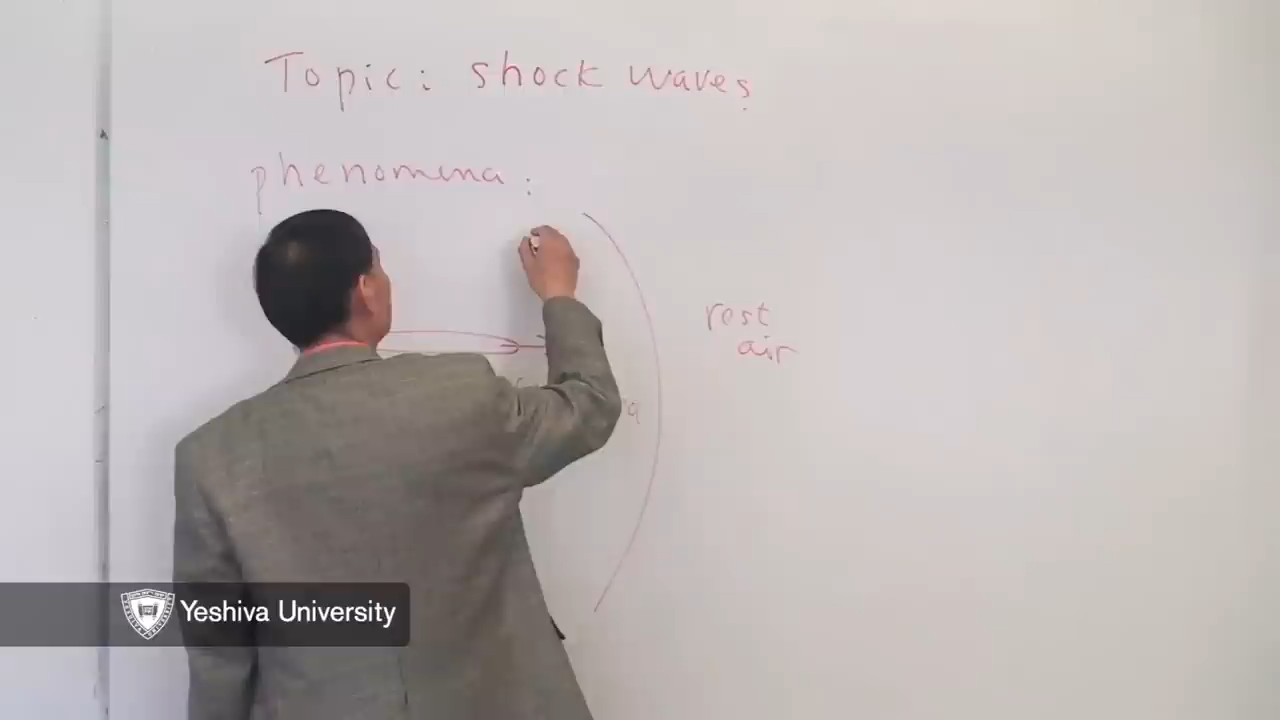 Topic: shock waves
phenomena:
rest
air
Yeshiva University